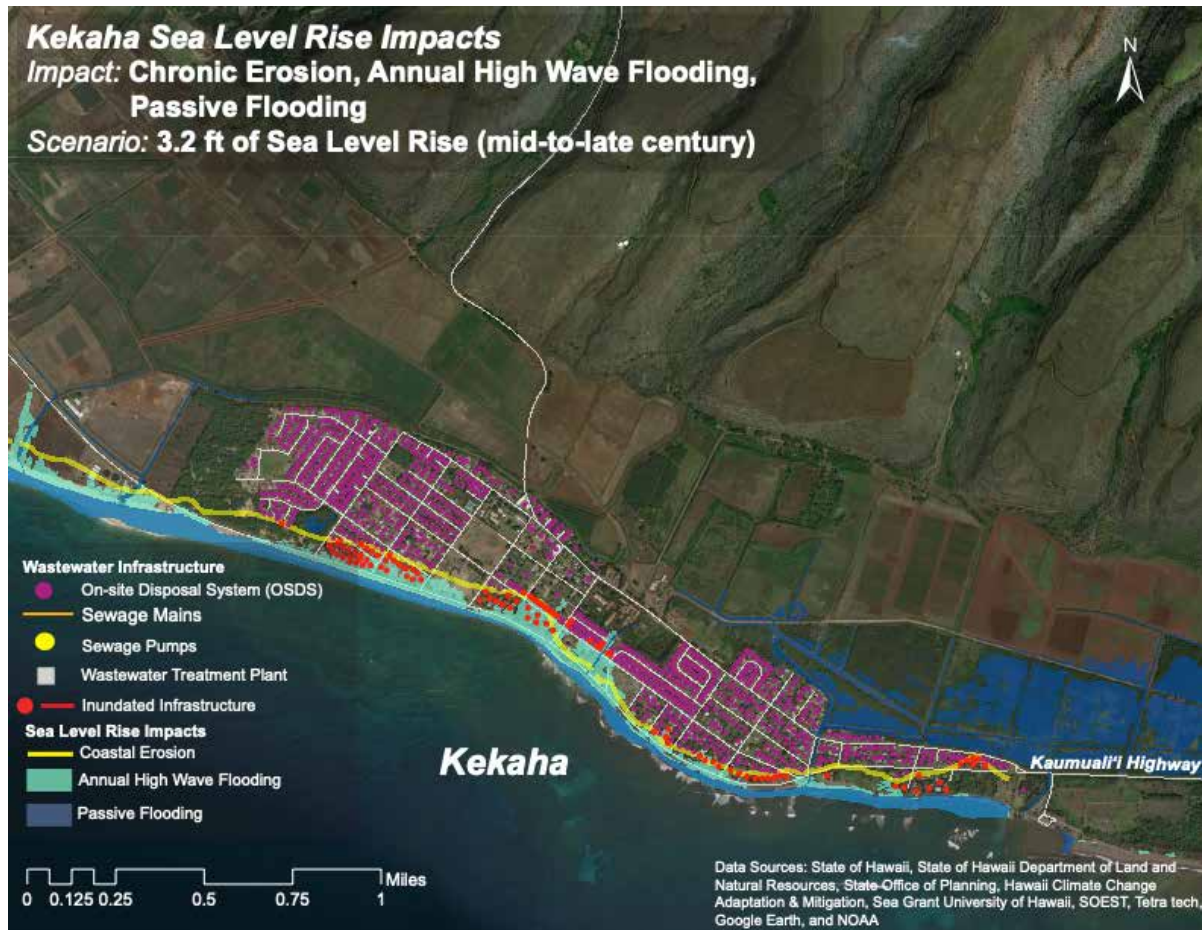 Kekaha Sea Level Rise Impacts
Impact: Chronic Erosion, Annual High Wave Flooding,
Passive Flooding
Scenario: 3.2 ft of Sea Level Rise (mid-to-late century)
N
Wastewater Infrastructure
On-site Disposal System (OSDS)
Sewage Mains
Sewage Pumps
Wastewater Treatment Plant
Inundated Infrastructure
Sea Level Rise Impacts
Coastal Erosion
Annual High Wave Flooding
Passive Flooding
Kekaha
Kaumuali'i Highway
Miles
0 0.125 0.25 0.5 0.75 1
Data Sources: State of Hawaii, State of Hawaii Department of Land and
Natural Resources, State Office of Planning, Hawaii Climate Change
Adaptation & Mitigation, Sea Grant University of Hawaii, SOEST, Tetra tech,
Google Earth, and NOAA